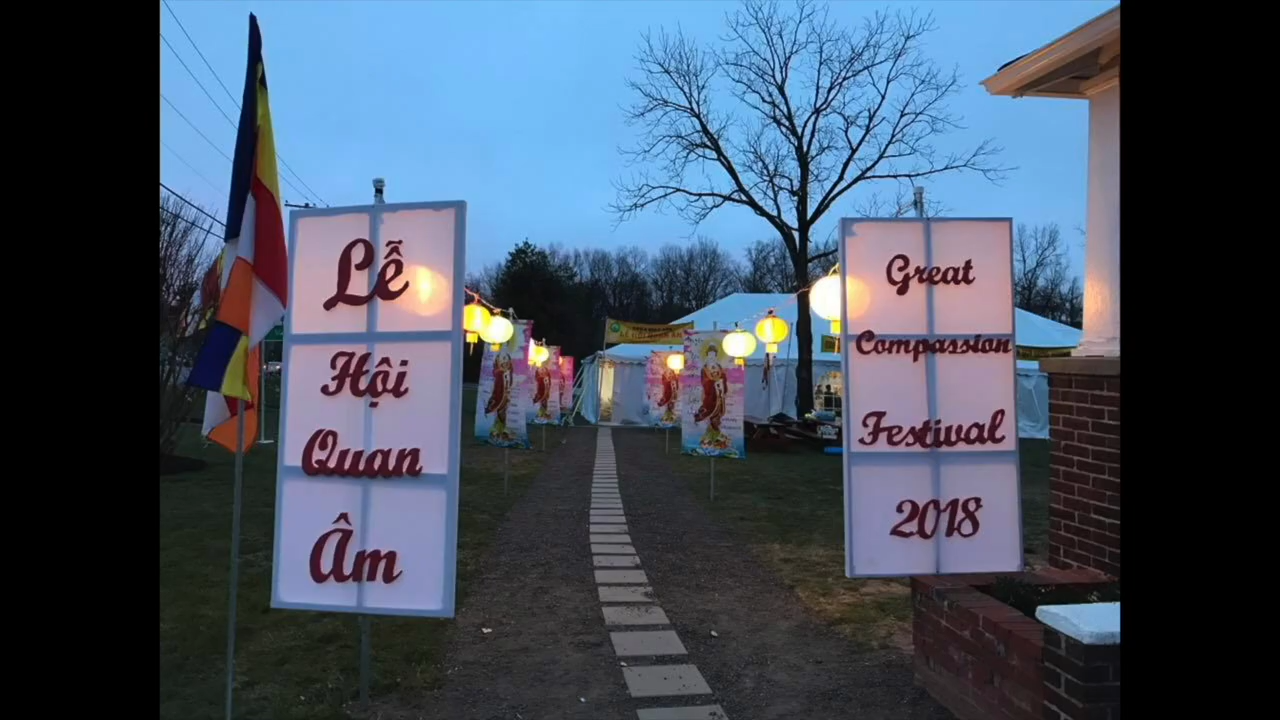 Lễ
Hội
Quan
Âm
Great
Compassion
Festival
2018